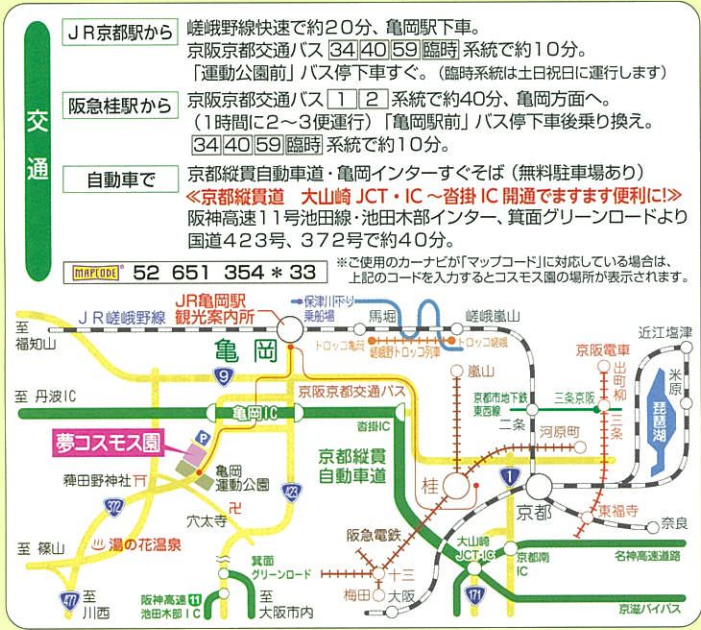 交通
JR京都駅から
嵯峨野線快速で約20分、亀岡駅下車。
京阪京都交通バス 34 40 59 臨時 系統で約10分。
「運動公園前」バス停下車すぐ。(臨時系統は土日祝日に運行します)
阪急桂駅から
京阪京都交通バス 1 2 系統で約40分、亀岡方面へ。
(1時間に2〜3便運行)「亀岡駅前」バス停下車後乗り換え。
34 40 59 臨時 系統で約10分。
自動車で
京都縦貫自動車道・亀岡インターすぐそば(無料駐車場あり)
≪京都縦貫道 大山崎JCT・IC〜沓掛IC開通でますます便利に!≫
阪神高速11号池田線・池田木部インター、箕面グリーンロードより
国道423号、372号で約40分。
MAPCODE 52 651 354 * 33
※ご使用のカーナビが「マップコード」に対応している場合は、
上記のコードを入力するとコスモス園の場所が表示されます。
至
福知山
JR嵯峨野線
JR亀岡駅
観光案内所
保津川下り
乗船場
馬堀
嵯峨嵐山
トロッコ亀岡
嵯峨野トロッコ列車
トロッコ嵯峨
近江塩津
米原
琵琶湖
亀岡
9
嵐山
京阪電車
出町柳
至 丹波IC
亀岡IC
京阪京都交通バス
沓掛IC
京都市地下鉄
東西線
二条
三条京阪
三条
河原町
夢コスモス園
P
亀岡
運動公園
京都縦貫
自動車道
桂
1
京都
東福寺
奈良
薭田野神社
372
穴太寺
423
至 篠山
湯の花温泉
阪急電鉄
大山崎
JCT・IC
京都南
IC
名神高速道路
箕面
グリーンロード
十三
梅田
大阪
477
至
川西
阪神高速 11
池田木部IC
至
大阪市内
171
京滋バイパス